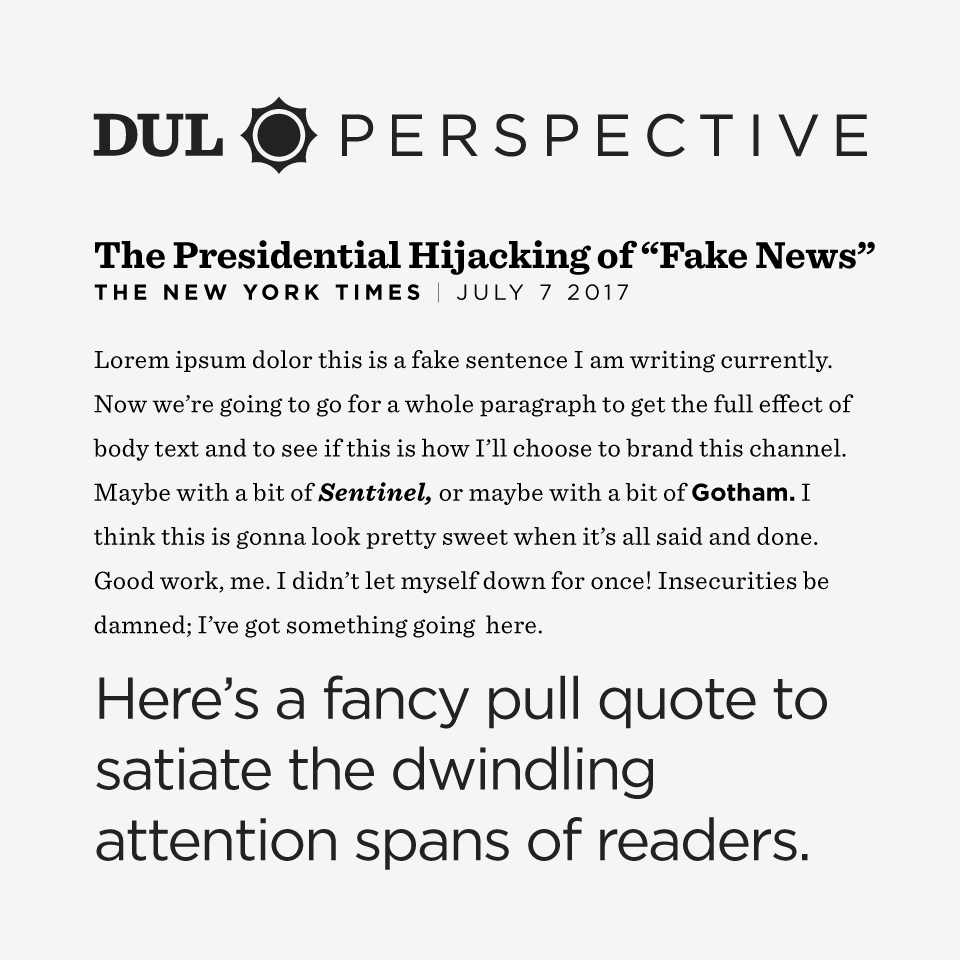 DUL PERSPECTIVE
The Presidential Hijacking of “Fake News”
THE NEW YORK TIMES | JULY 7 2017
Lorem ipsum dolor this is a fake sentence I am writing currently.
Now we’re going to go for a whole paragraph to get the full effect of
body text and to see if this is how I’ll choose to brand this channel.
Maybe with a bit of Sentinel, or maybe with a bit of Gotham. I
think this is gonna look pretty sweet when it’s all said and done.
Good work, me. I didn’t let myself down for once! Insecurities be
damned; I’ve got something going  here.
Here’s a fancy pull quote to
satiate the dwindling
attention spans of readers.